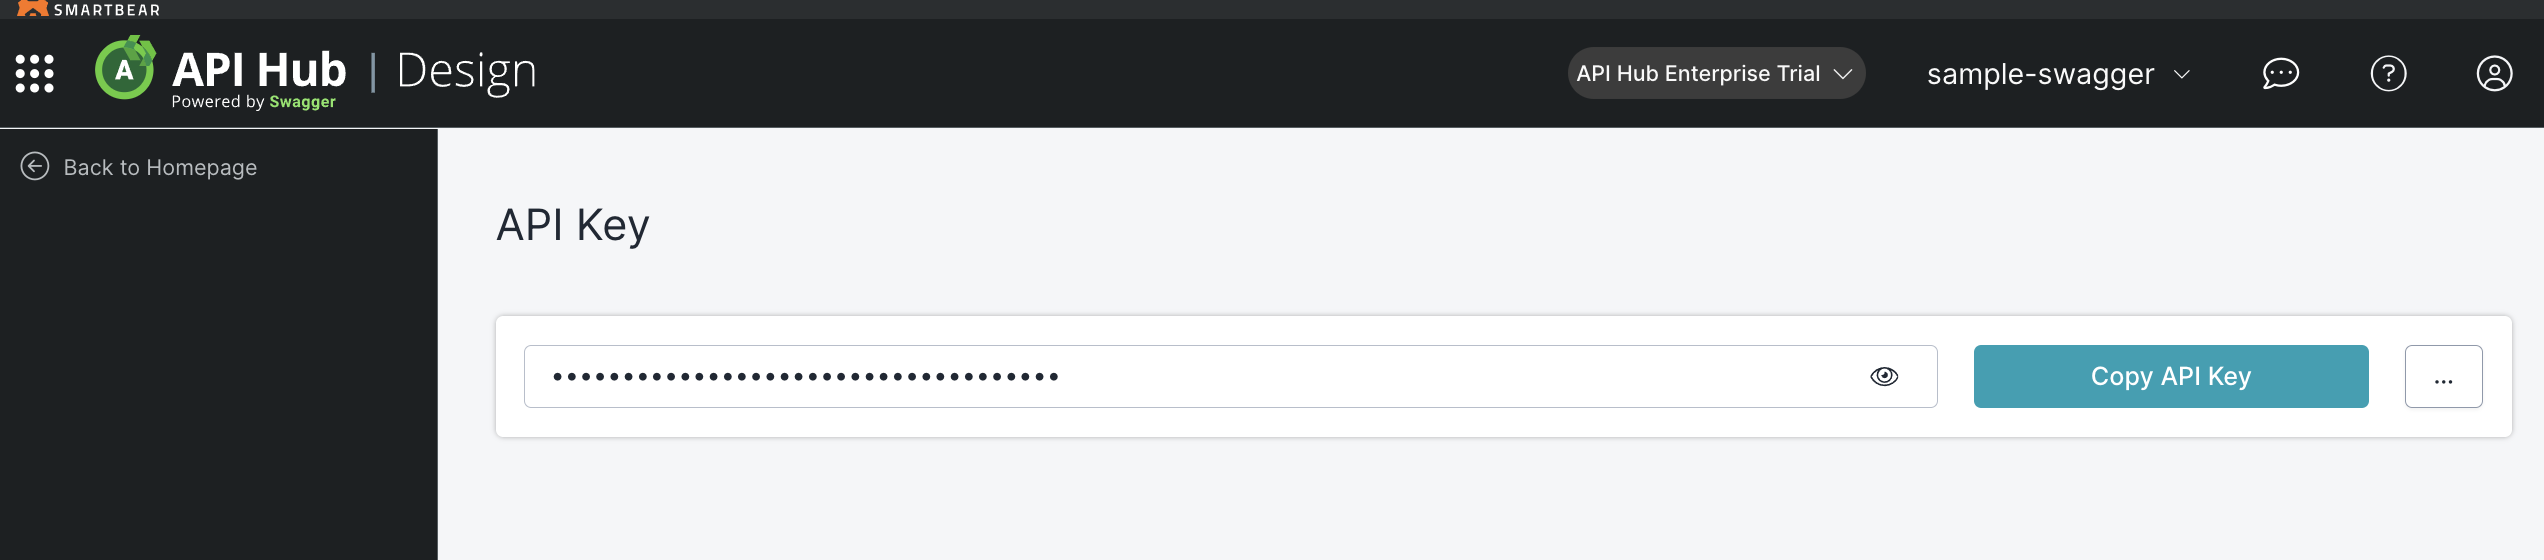 SMARTBEAR
API Hub | Design
Powered by Swagger
API Hub Enterprise Trial
sample-swagger
Back to Homepage
API Key
••••••••••••••••••••••••••••••••••••
Copy API Key
...